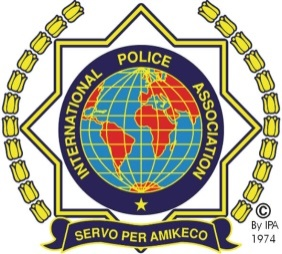 INTERNATIONAL POLICE ASSOCIATION
SERVO PER AMIKECO
©
By IPA
1974